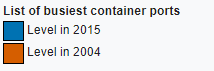 List of busiest container ports
Level in 2015
Level in 2004